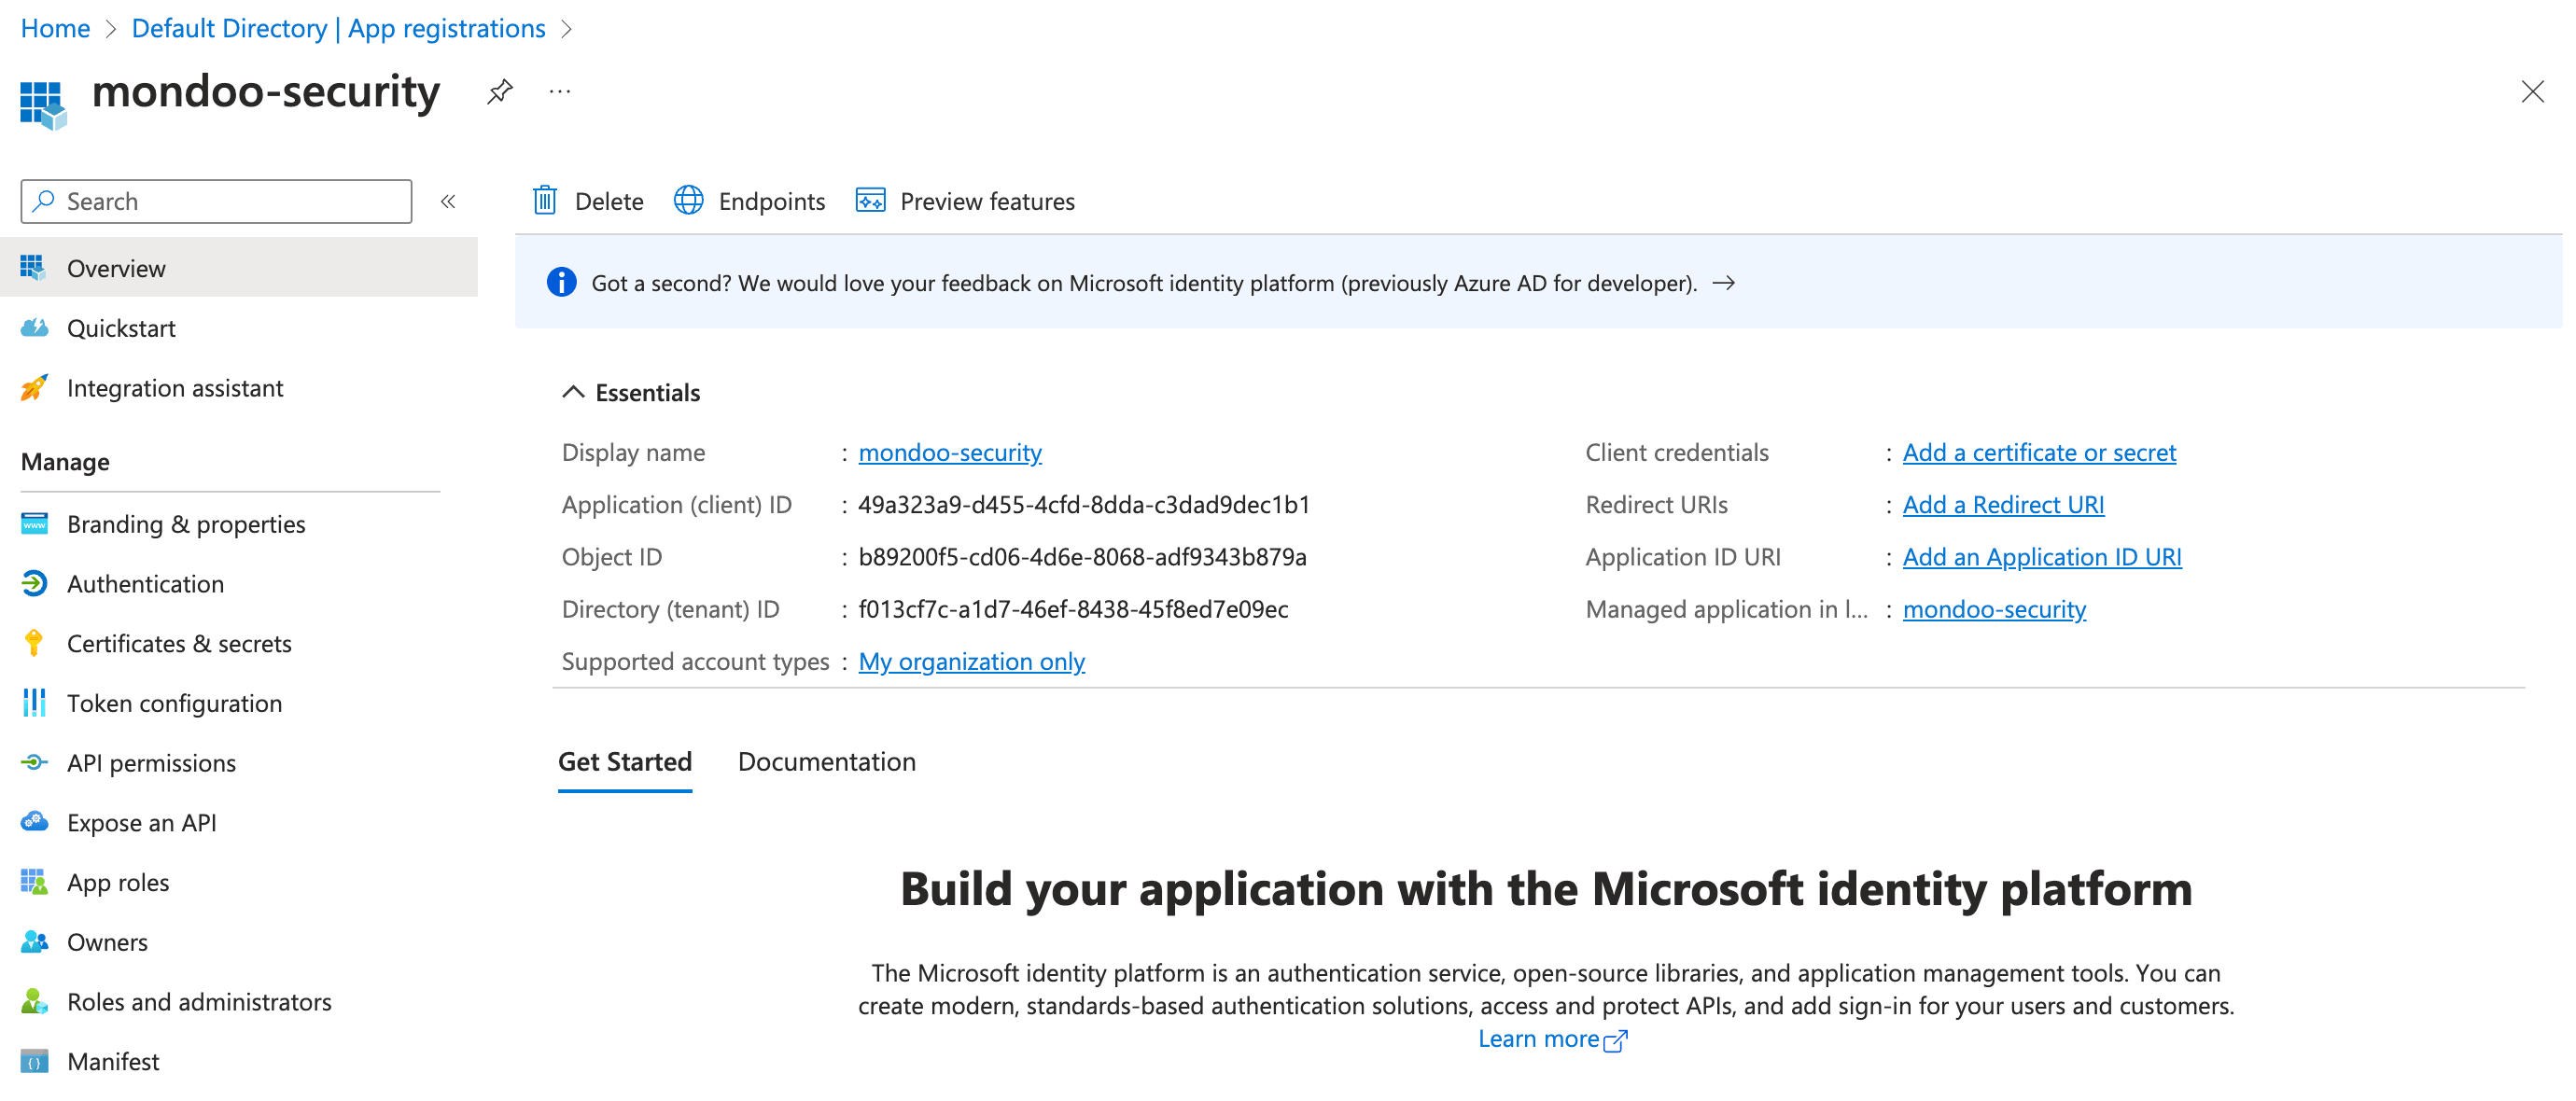 Home > Default Directory | App registrations >
mondoo-security
Search
«
Delete
Endpoints
Preview features
Overview
Quickstart
Integration assistant
Manage
Branding & properties
Authentication
Certificates & secrets
Token configuration
API permissions
Expose an API
App roles
Owners
Roles and administrators
Manifest
Got a second? We would love your feedback on Microsoft identity platform (previously Azure AD for developer). →
Essentials
Display name : mondoo-security
Application (client) ID : 49a323a9-d455-4cfd-8dda-c3dad9dec1b1
Object ID : b89200f5-cd06-4d6e-8068-adf9343b879a
Directory (tenant) ID : f013cf7c-a1d7-46ef-8438-45f8ed7e09ec
Supported account types : My organization only
Client credentials : Add a certificate or secret
Redirect URIs : Add a Redirect URI
Application ID URI : Add an Application ID URI
Managed application in l... : mondoo-security
Get Started
Documentation
Build your application with the Microsoft identity platform
The Microsoft identity platform is an authentication service, open-source libraries, and application management tools. You can
create modern, standards-based authentication solutions, access and protect APIs, and add sign-in for your users and customers.
Learn more